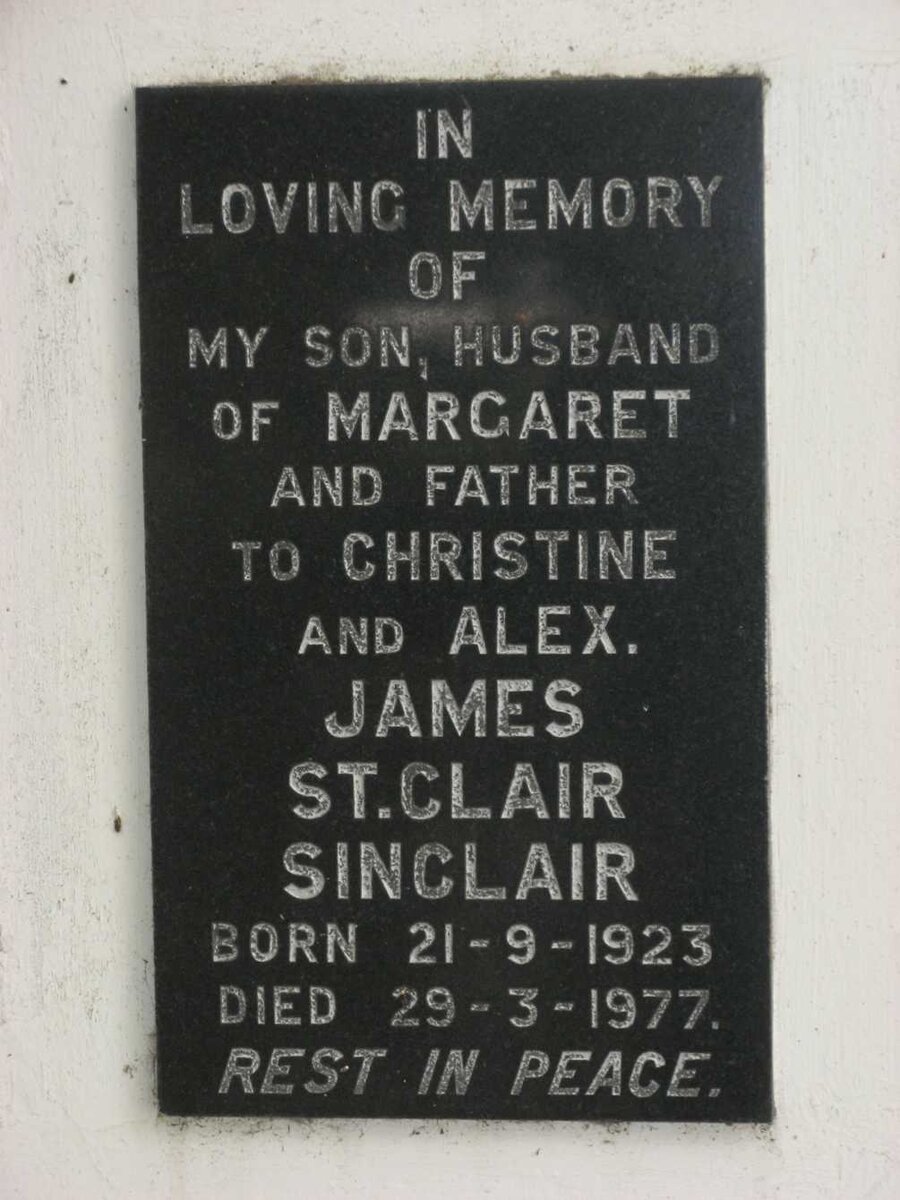 IN
LOVING MEMORY
OF
MY SON, HUSBAND
OF MARGARET
AND FATHER
TO CHRISTINE
AND ALEX.
JAMES
ST.CLAIR
SINCLAIR
BORN 21-9-1923
DIED 29-3-1977.
REST IN PEACE.